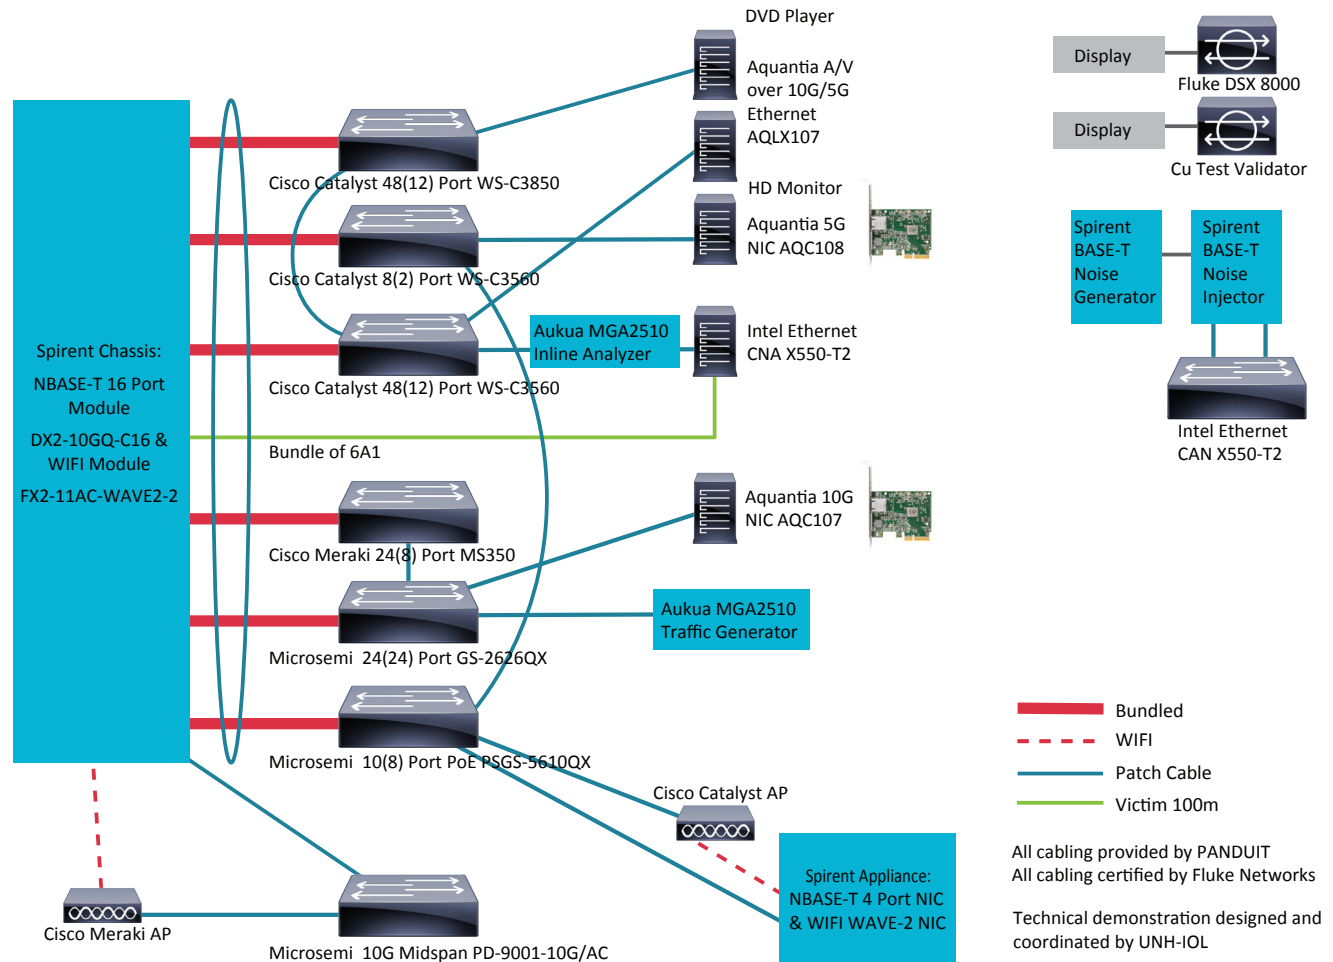 DVD Player
Aquantia A/V
over 10G/5G
Ethernet
AQLX107
HD Monitor
Aquantia 5G
NIC AQC108
Intel Ethernet
CNA X550-T2
Aquantia 10G
NIC AQC107
Spirent Chassis:
NBASE-T 16 Port
Module
DX2-10GQ-C16 &
WIFI Module
FX2-11AC-WAVE2-2
Cisco Catalyst 48(12) Port WS-C3850
Cisco Catalyst 8(2) Port WS-C3560
Aukua MGA2510
Inline Analyzer
Cisco Catalyst 48(12) Port WS-C3560
Bundle of 6A1
Cisco Meraki 24(8) Port MS350
Aukua MGA2510
Traffic Generator
Microsemi 24(24) Port GS-2626QX
Microsemi 10(8) Port PoE PSGS-5610QX
Cisco Catalyst AP
Spirent Appliance:
NBASE-T 4 Port NIC
& WIFI WAVE-2 NIC
Cisco Meraki AP
Microsemi 10G Midspan PD-9001-10G/AC
Display
Fluke DSX 8000
Display
Cu Test Validator
Spirent
BASE-T
Noise
Generator
Spirent
BASE-T
Noise
Injector
Intel Ethernet
CAN X550-T2
Bundled
WIFI
Patch Cable
Victim 100m
All cabling provided by PANDUIT
All cabling certified by Fluke Networks
Technical demonstration designed and
coordinated by UNH-IOL